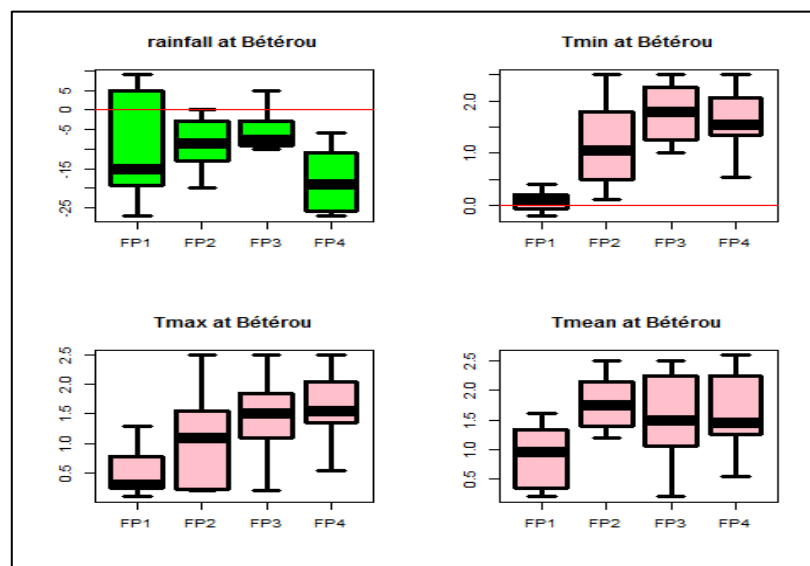 rainfall at Bétérou
5
0
-5
-15
-25
FP1 FP2 FP3 FP4
Tmin at Bétérou
2.0
1.0
0.0
FP1 FP2 FP3 FP4
Tmax at Bétérou
2.5
2.0
1.5
1.0
0.5
FP1 FP2 FP3 FP4
Tmean at Bétérou
2.5
2.0
1.5
1.0
0.5
FP1 FP2 FP3 FP4